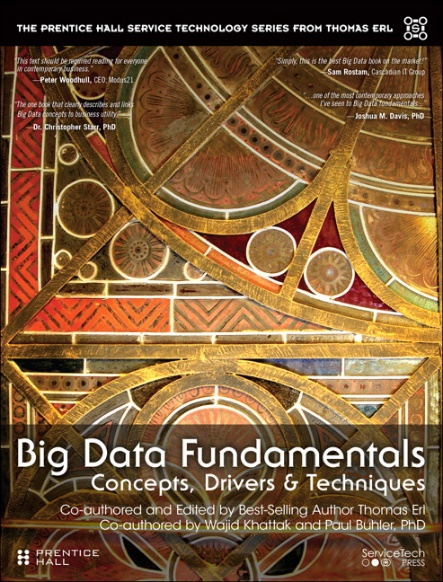 THE PRENTICE HALL SERVICE TECHNOLOGY SERIES FROM THOMAS ERL
This text should be required reading for everyone
in contemporary business.
—Peter Woodhull, CEO, Modus21
"The one book that clearly describes and links
Big Data concepts to business utility."
—Dr. Christopher Starr, PhD
"Simply, this is the best Big Data book on the market!"
—Sam Rostam, Cascadian IT Group
"...one of the most contemporary approaches
I've seen to Big Data fundamentals..."
—Joshua M. Davis, PhD
Big Data Fundamentals
Concepts, Drivers & Techniques
Co-authored and Edited by Best-Selling Author Thomas Erl
Co-authored by Wajid Khattak and Paul Buhler, PhD
PRENTICE
HALL
ServiceTech
PRESS